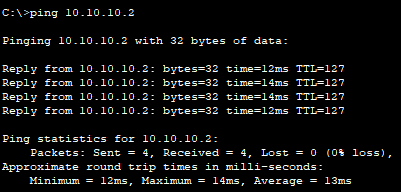 C:\>ping 10.10.10.2
Pinging 10.10.10.2 with 32 bytes of data:
Reply from 10.10.10.2: bytes=32 time=12ms TTL=127
Reply from 10.10.10.2: bytes=32 time=14ms TTL=127
Reply from 10.10.10.2: bytes=32 time=14ms TTL=127
Reply from 10.10.10.2: bytes=32 time=12ms TTL=127
Ping statistics for 10.10.10.2:
    Packets: Sent = 4, Received = 4, Lost = 0 (0% loss),
Approximate round trip times in milli-seconds:
    Minimum = 12ms, Maximum = 14ms, Average = 13ms